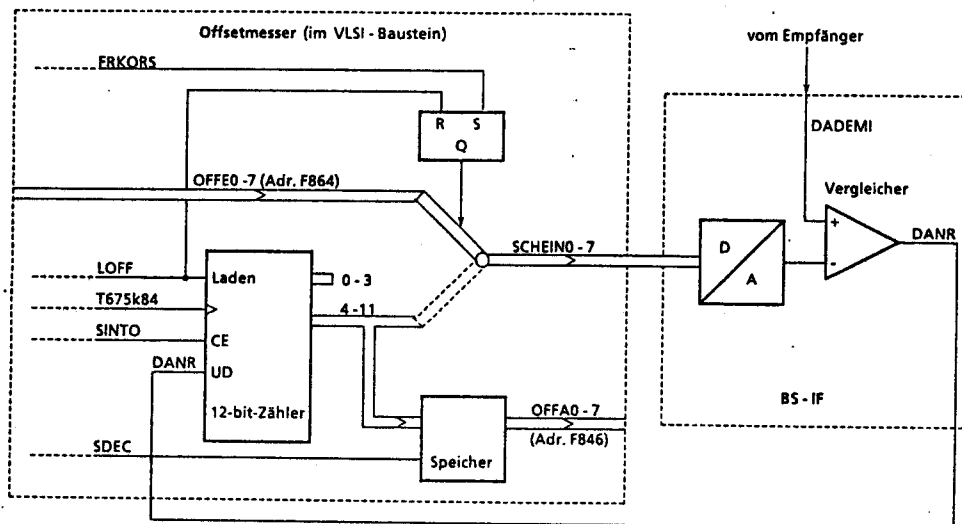 Offsetmesser (im VLSI - Baustein)
vom Empfänger
FRKORS
R S
Q
DADEMI
OFFE0 -7 (Adr. F864)
Vergleicher
SCHEIN0 - 7
D
A
+
-
DANR
LOFF
Laden
0 - 3
T675k84
4 -11
SINTO
CE
DANR
UD
12-bit-Zähler
BS - IF
OFFA0 - 7
(Adr. F846)
SDEC
Speicher